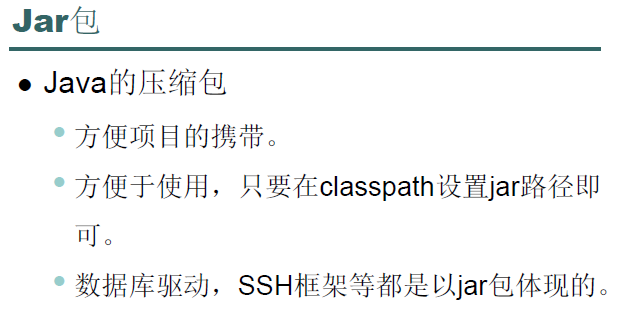 Jar包
Java的压缩包
方便项目的携带。
方便于使用，只要在classpath设置jar路径即
可。
数据库驱动，SSH框架等都是以jar包体现的。